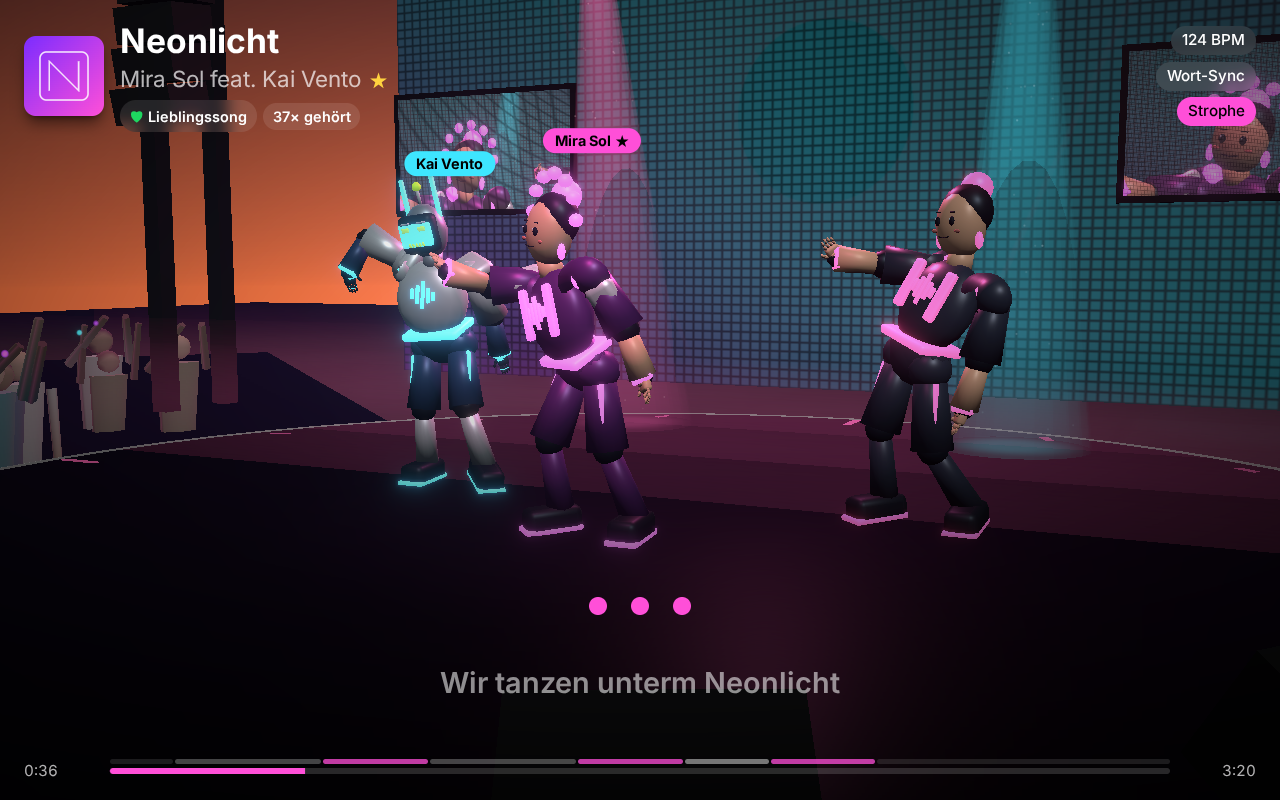 N
Neonlicht
Mira Sol feat. Kai Vento ★
Lieblingssong
37× gehört
124 BPM
Wort-Sync
Strophe
Mira Sol ★
Kai Vento
Wir tanzen unterm Neonlicht
0:36
3:20